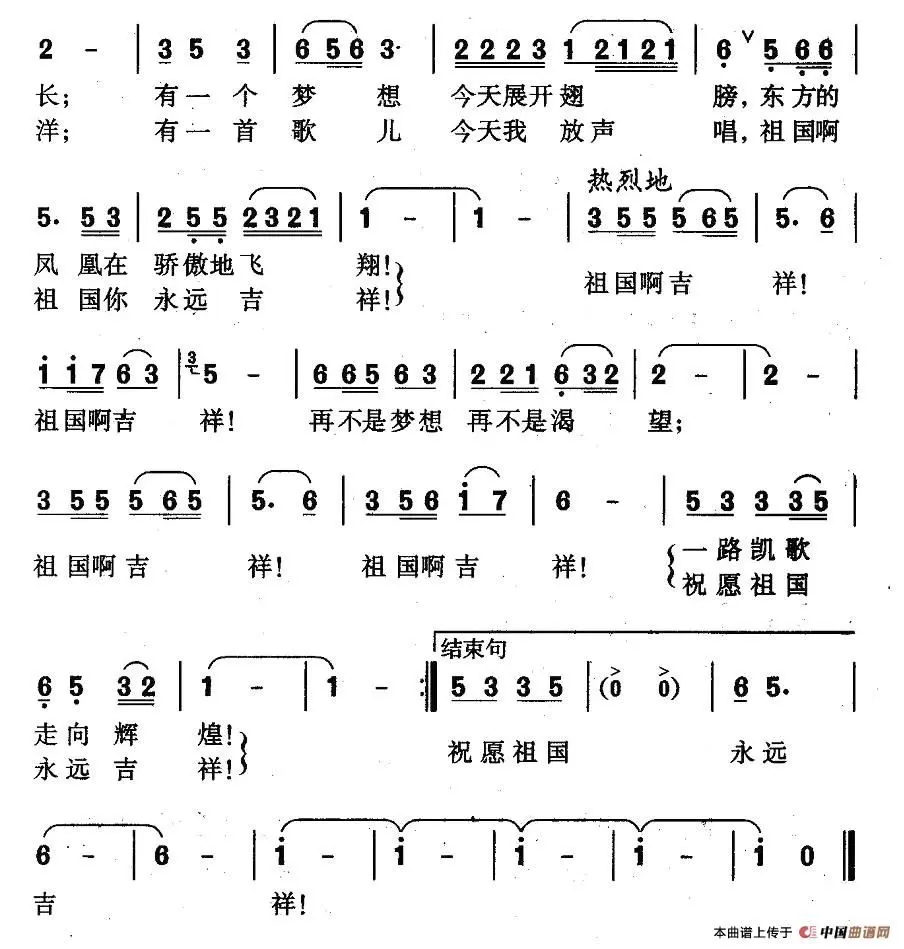 2 - | 3 5 3 | 6 5 6 3· | 2 2 2 3 1 2 1 2 1 | 6 ∨ 5 6 6 |
长; 有一个 梦 想 今天展开翅 膀, 东方的
洋; 有一首 歌 儿 今天我 放声 唱, 祖国啊
热烈地
5. 5 3 | 2 5 5 2 3 2 1 | 1 - | 1 - | 3 5 5 5 6 5 | 5. 6 |
凤 凰在 骄傲地飞 翔! 祖国啊吉 祥!
祖 国你 永远 吉 祥!
1 1 7 6 3 | 3 5 - | 6 6 5 6 3 | 2 2 1 6 3 2 | 2 - | 2 - |
祖国啊吉 祥! 再不是梦想 再不是渴 望;
3 5 5 5 6 5 | 5. 6 | 3 5 6 1 7 | 6 - | 5 3 3 3 5 |
祖国啊吉 祥! 祖国啊吉 祥! 一路凯歌
祝愿祖国
结束句
6 5 3 2 | 1 - | 1 - :| 5 3 3 5 | (0 0) | 6 5. |
走向 辉 煌! 祝愿祖国 永远
永远 吉 祥!
6 - | 6 - | 1 - | 1 - | 1 - | 1 - | 1 0 ‖
吉 祥!
本曲谱上传于 中国曲谱网